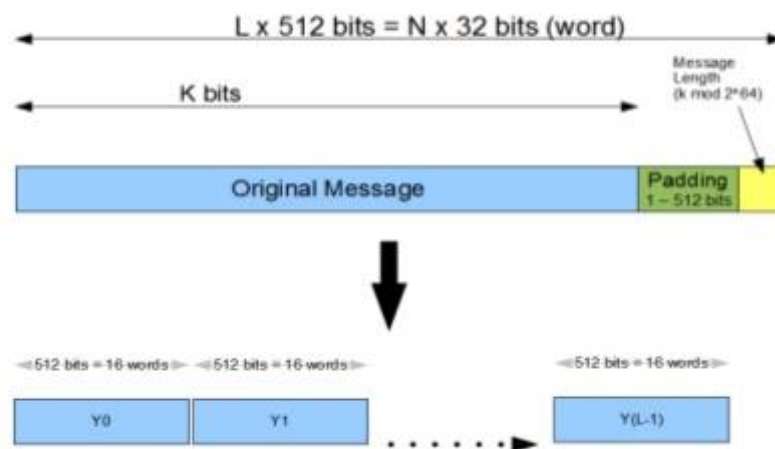 L x 512 bits = N x 32 bits (word)
Message
Length
(k mod 2^64)
K bits
Original Message
Padding
1 – 512 bits
512 bits = 16 words
512 bits = 16 words
512 bits = 16 words
Y0
Y1
Y(L-1)